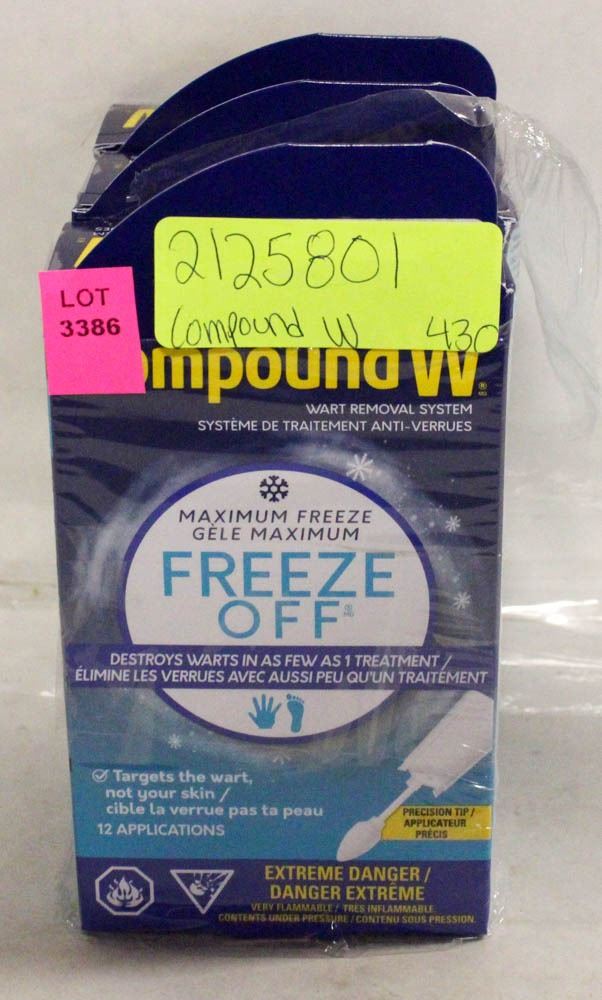 2125801
Compound W 430
LOT
3386
ompound W
WART REMOVAL SYSTEM
SYSTÈME DE TRAITEMENT ANTI-VERRUES
MAXIMUM FREEZE
GÈLE MAXIMUM
FREEZE
OFF
DESTROYS WARTS IN AS FEW AS 1 TREATMENT /
ÉLIMINE LES VERRUES AVEC AUSSI PEU QU'UN TRAITEMENT
Targets the wart,
not your skin /
cible la verrue pas ta peau
12 APPLICATIONS
PRECISION TIP /
APPLICATEUR
PRÉCIS
EXTREME DANGER /
DANGER EXTRÊME
VERY FLAMMABLE / TRÈS INFLAMMABLE
CONTENTS UNDER PRESSURE / CONTENU SOUS PRESSION.